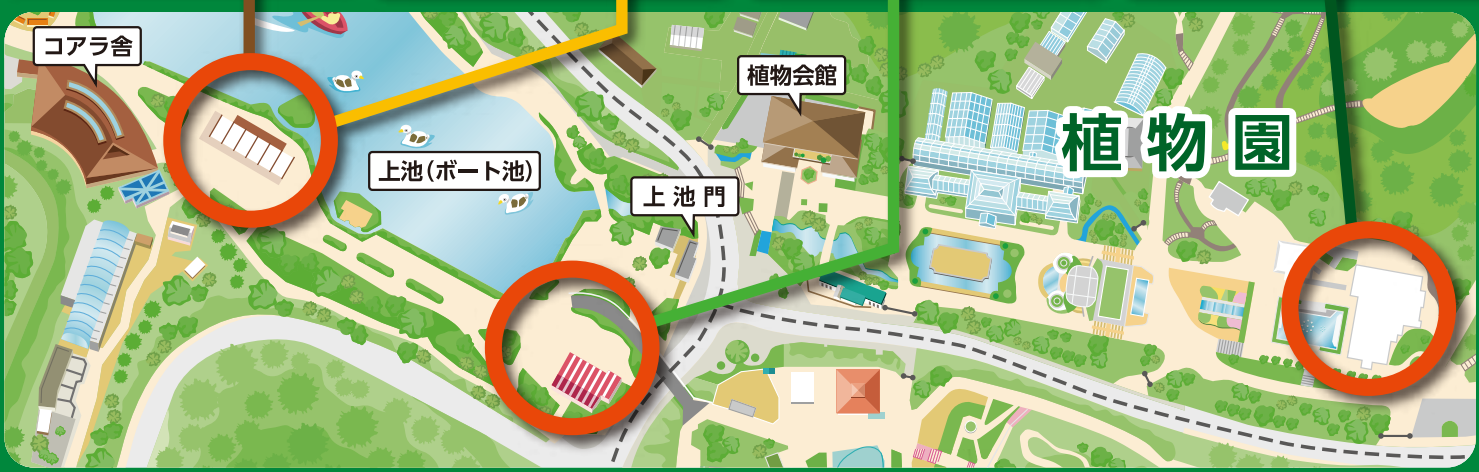 コアラ舎
植物会館
植物園
上池(ボート池)
上池門